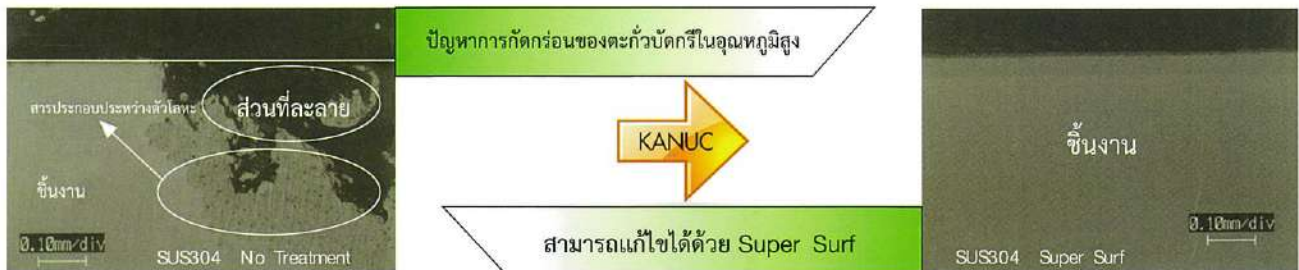 สารประกอบประหว่างตัวโลหะ
ส่วนที่ละลาย
ชิ้นงาน
0.10mm/div
SUS304 No Treatment
ปัญหาการกัดกร่อนของตะกั่วบัดกรีในอุณหภูมิสูง
KANUC
สามารถแก้ไขได้ด้วย Super Surf
ชิ้นงาน
0.10mm/div
SUS304 Super Surf